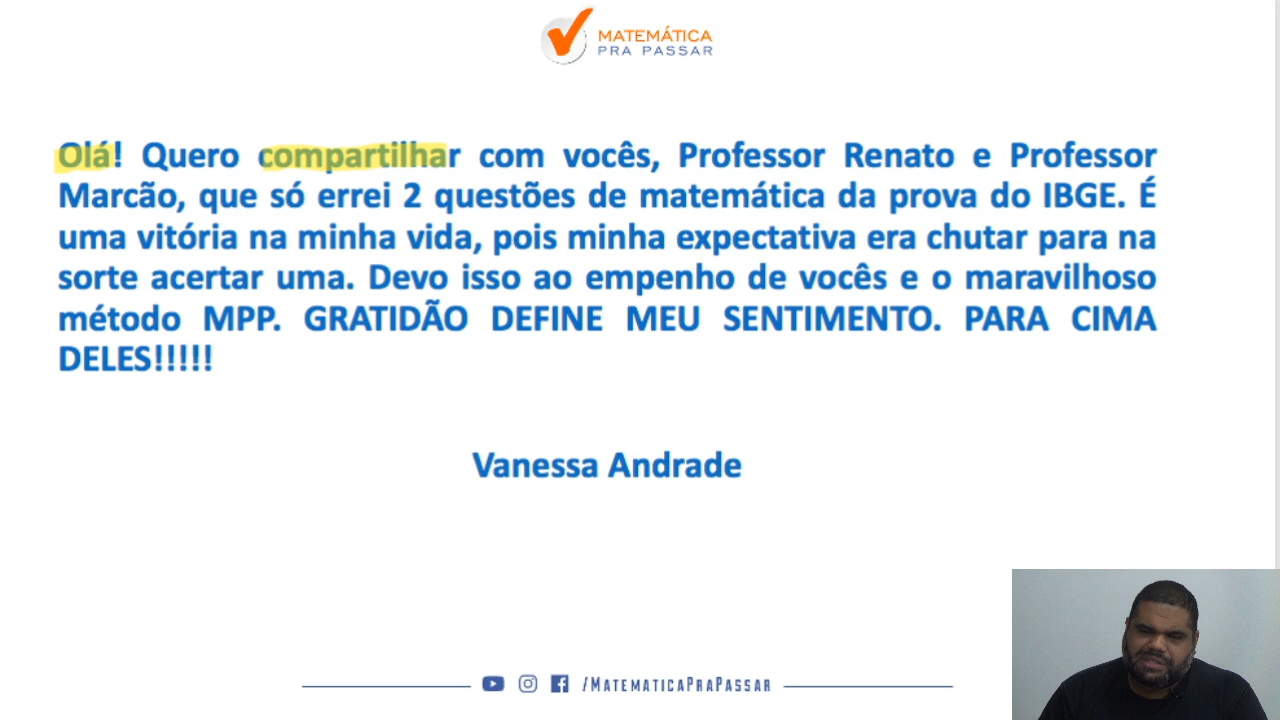 MATEMÁTICA
PRA PASSAR
Olá! Quero compartilhar com vocês, Professor Renato e Professor
Marcão, que só errei 2 questões de matemática da prova do IBGE. É
uma vitória na minha vida, pois minha expectativa era chutar para na
sorte acertar uma. Devo isso ao empenho de vocês e o maravilhoso
método MPP. GRATIDÃO DEFINE MEU SENTIMENTO. PARA CIMA
DELES!!!!!
Vanessa Andrade
/MATEMATICAPRAPASSAR